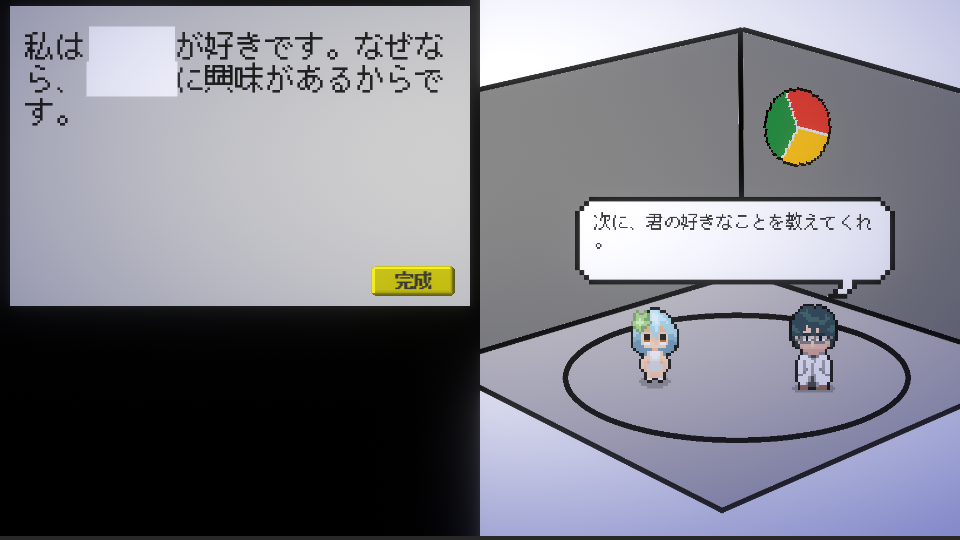 私は が好きです。なぜな
ら、 に興味があるからで
す。
完成
次に、君の好きなことを教えてくれ
。